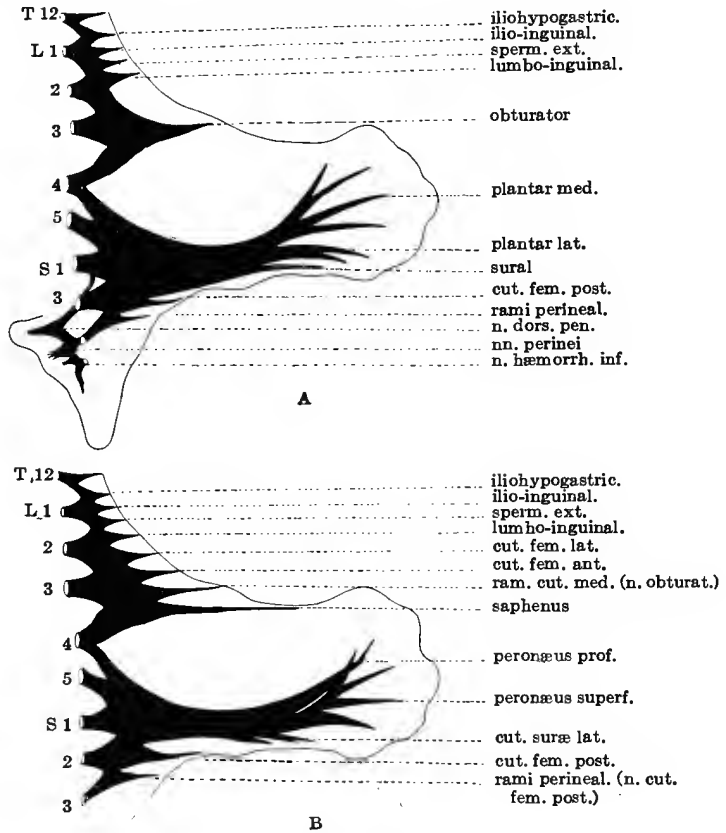 T 12
iliohypogastric.
ilio-inguinal.
L 1
sperm. ext.
lumbo-inguinal.
2
obturator
3
4
plantar med.
5
plantar lat.
S 1
sural
cut. fem. post.
3
rami perineal.
n. dors. pen.
nn. perinei
n. hæmorrh. inf.
A
T, 12
iliohypogastric.
ilio-inguinal.
L 1
sperm. ext.
lumho-inguinal.
2
cut. fem. lat.
cut. fem. ant.
3
ram. cut. med. (n. obturat.)
saphenus
4
peronæus prof.
5
peronæus superf.
S 1
cut. suræ lat.
2
cut. fem. post.
rami perineal. (n. cut.
fem. post.)
3
B